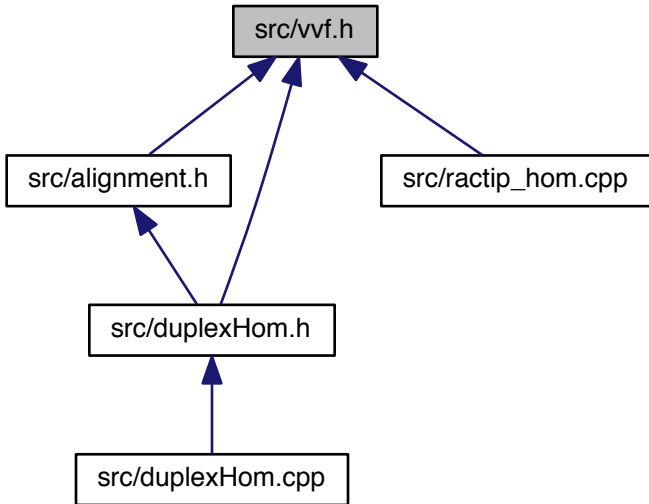 src/vvf.h
src/alignment.h
src/ractip_hom.cpp
src/duplexHom.h
src/duplexHom.cpp